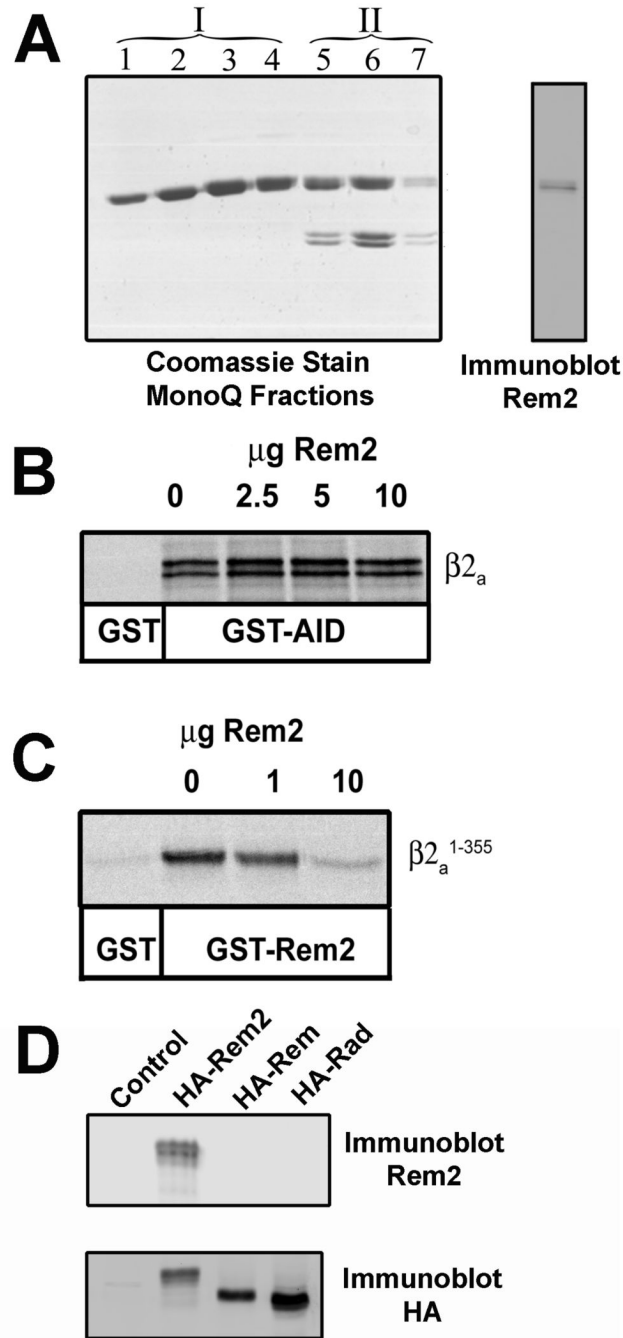 A
I II
1 2 3 4 5 6 7
Coomassie Stain
MonoQ Fractions
Immunoblot
Rem2
B
μg Rem2
0 2.5 5 10
β2a
GST GST-AID
C
μg Rem2
0 1 10
β2a 1-355
GST GST-Rem2
D
Control HA-Rem2 HA-Rem HA-Rad
Immunoblot
Rem2
Immunoblot
HA